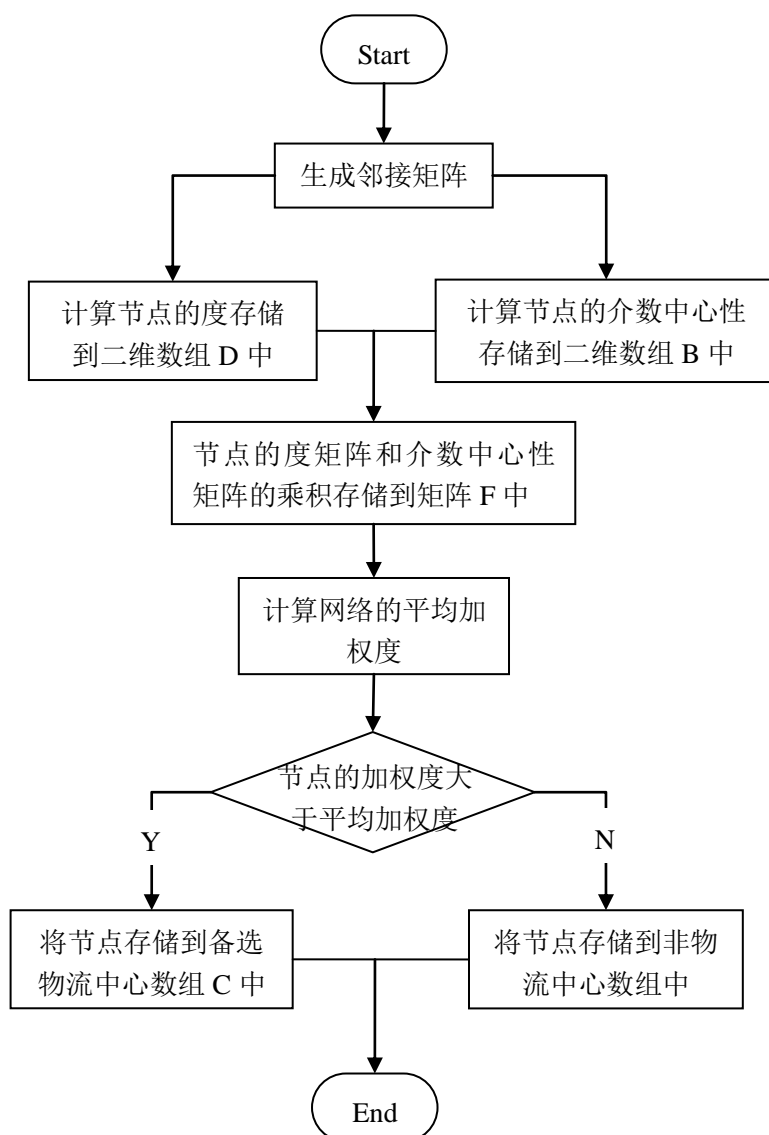 Start
生成邻接矩阵
计算节点的度存储
到二维数组 D 中
计算节点的介数中心性
存储到二维数组 B 中
节点的度矩阵和介数中心性
矩阵的乘积存储到矩阵 F 中
计算网络的平均加
权度
节点的加权度大
于平均加权度
Y
N
将节点存储到备选
物流中心数组 C 中
将节点存储到非物
流中心数组中
End